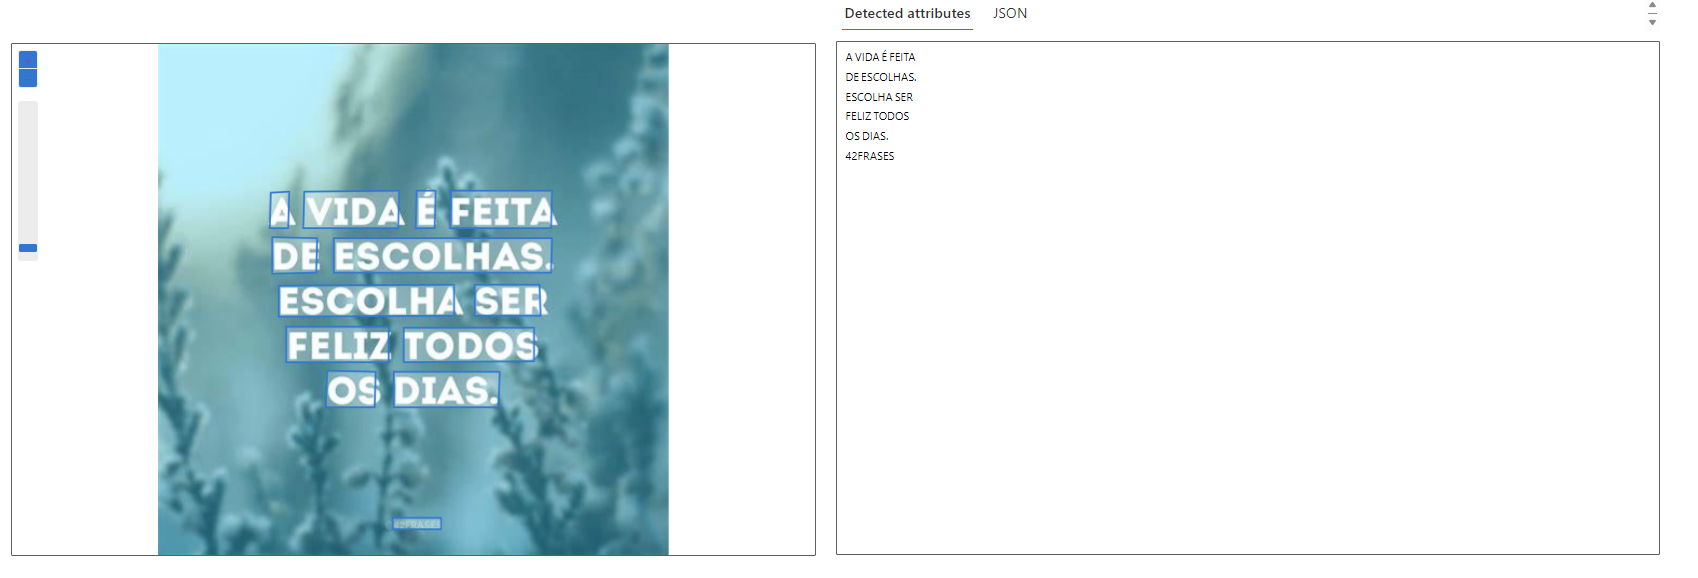 Detected attributes JSON
A VIDA É FEITA
DE ESCOLHAS.
ESCOLHA SER
FELIZ TODOS
OS DIAS.
42FRASES
A VIDA É FEITA
DE ESCOLHAS.
ESCOLHA SER
FELIZ TODOS
OS DIAS.
42FRASES